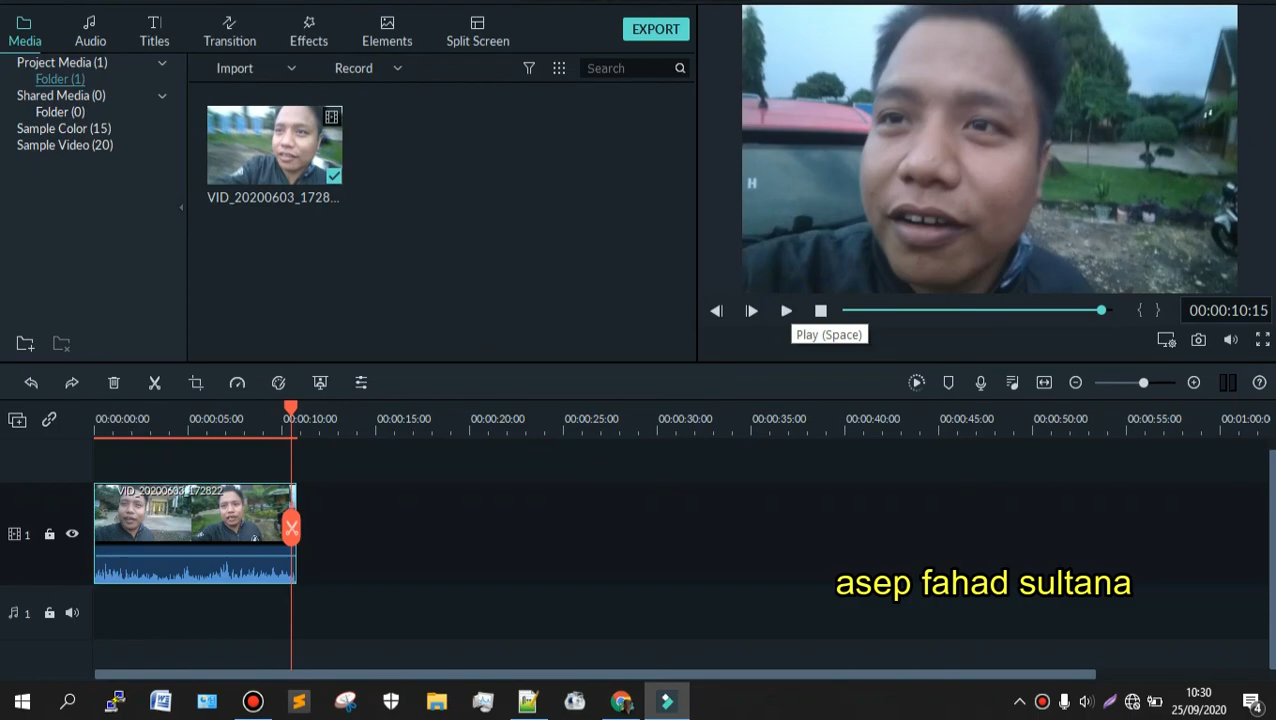 Media
Audio
Titles
Transition
Effects
Elements
Split Screen
EXPORT
Project Media (1)
Folder (1)
Shared Media (0)
Folder (0)
Sample Color (15)
Sample Video (20)
Import
Record
Search
VID_20200603_1728...
H
00:00:10:15
Play (Space)
00:00:00:00
00:00:05:00
00:00:10:00
00:00:15:00
00:00:20:00
00:00:25:00
00:00:30:00
00:00:35:00
00:00:40:00
00:00:45:00
00:00:50:00
00:00:55:00
00:01:00:0
VID_20200603_172822
1
1
asep fahad sultana
10:30
25/09/2020
4